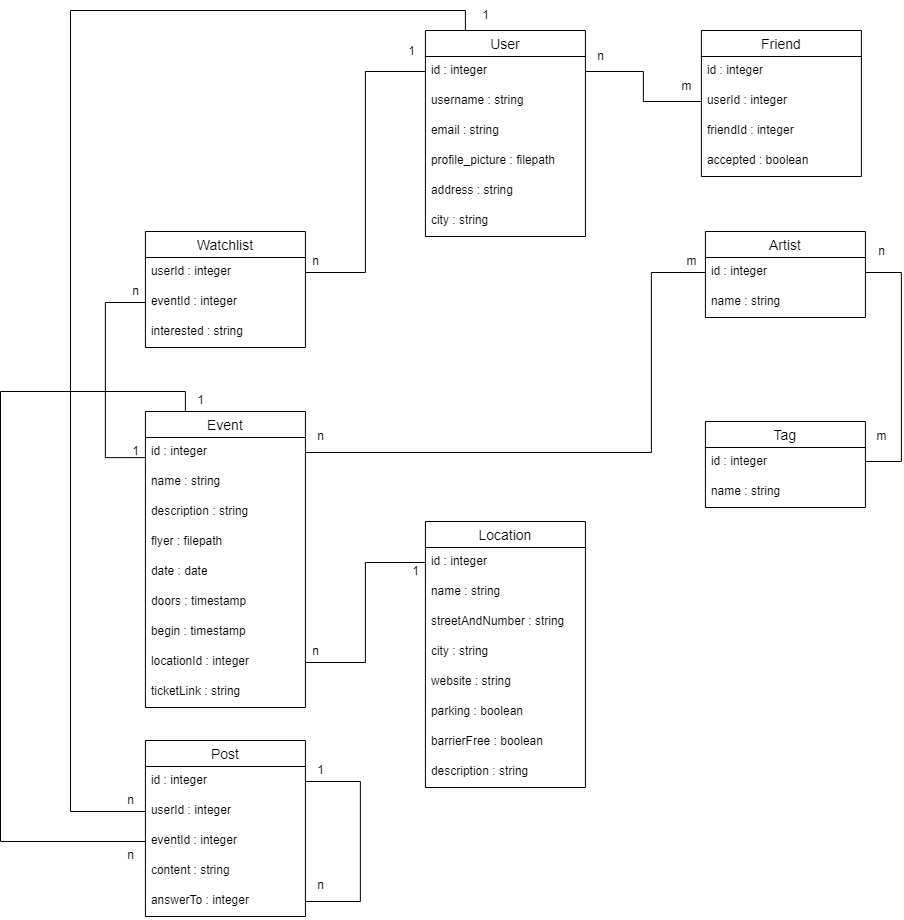 1
User
1
id : integer
username : string
email : string
profile_picture : filepath
address : string
city : string
n
m
Friend
id : integer
userId : integer
friendId : integer
accepted : boolean
Watchlist
userId : integer
eventId : integer
interested : string
n
n
m
Artist
n
id : integer
name : string
1
Event
1
id : integer
name : string
description : string
flyer : filepath
date : date
doors : timestamp
begin : timestamp
locationId : integer
ticketLink : string
n
n
Tag
m
id : integer
name : string
Location
1
id : integer
name : string
streetAndNumber : string
city : string
website : string
parking : boolean
barrierFree : boolean
description : string
Post
id : integer
userId : integer
eventId : integer
content : string
answerTo : integer
1
n
n
n